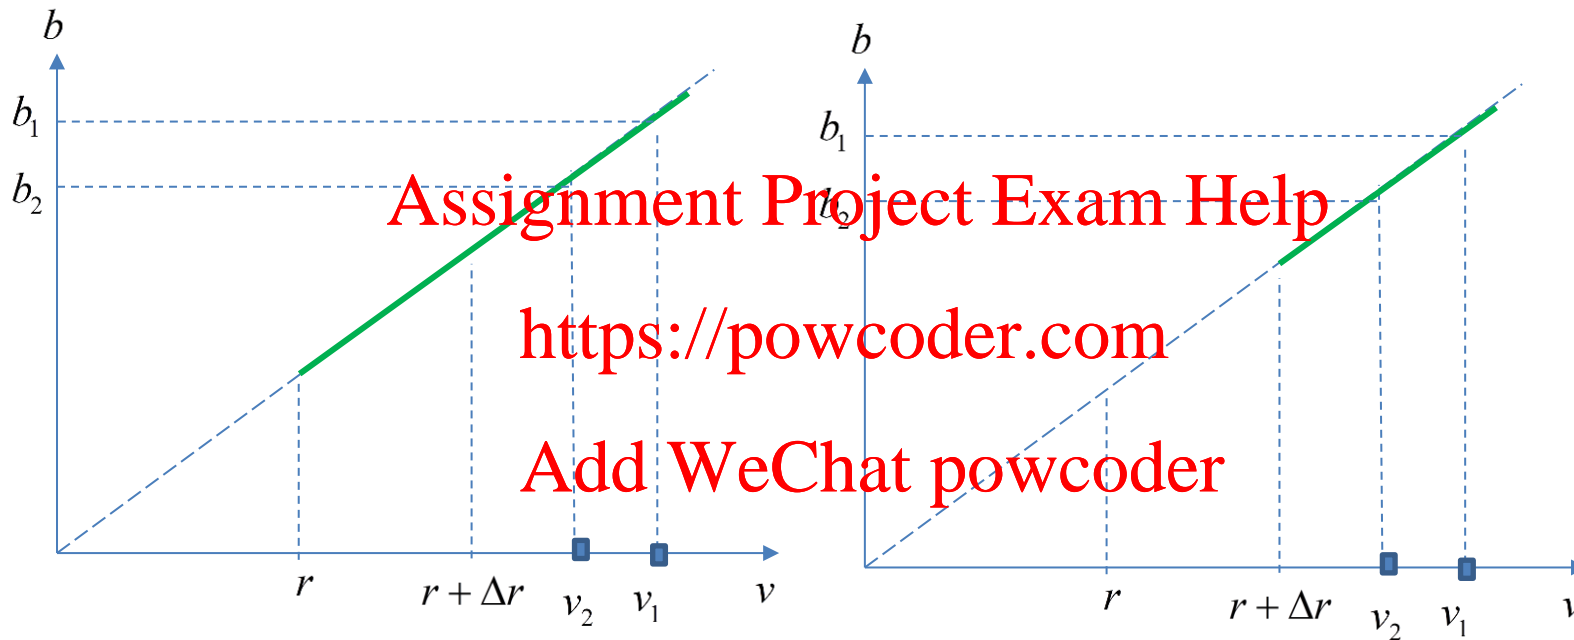 b
b₁
b₂
r
r + Δr
v₂
v₁
v
b
b₁
b₂
r
r + Δr
v₂
v₁
Assignment Project Exam Help
https://powcoder.com
Add WeChat powcoder